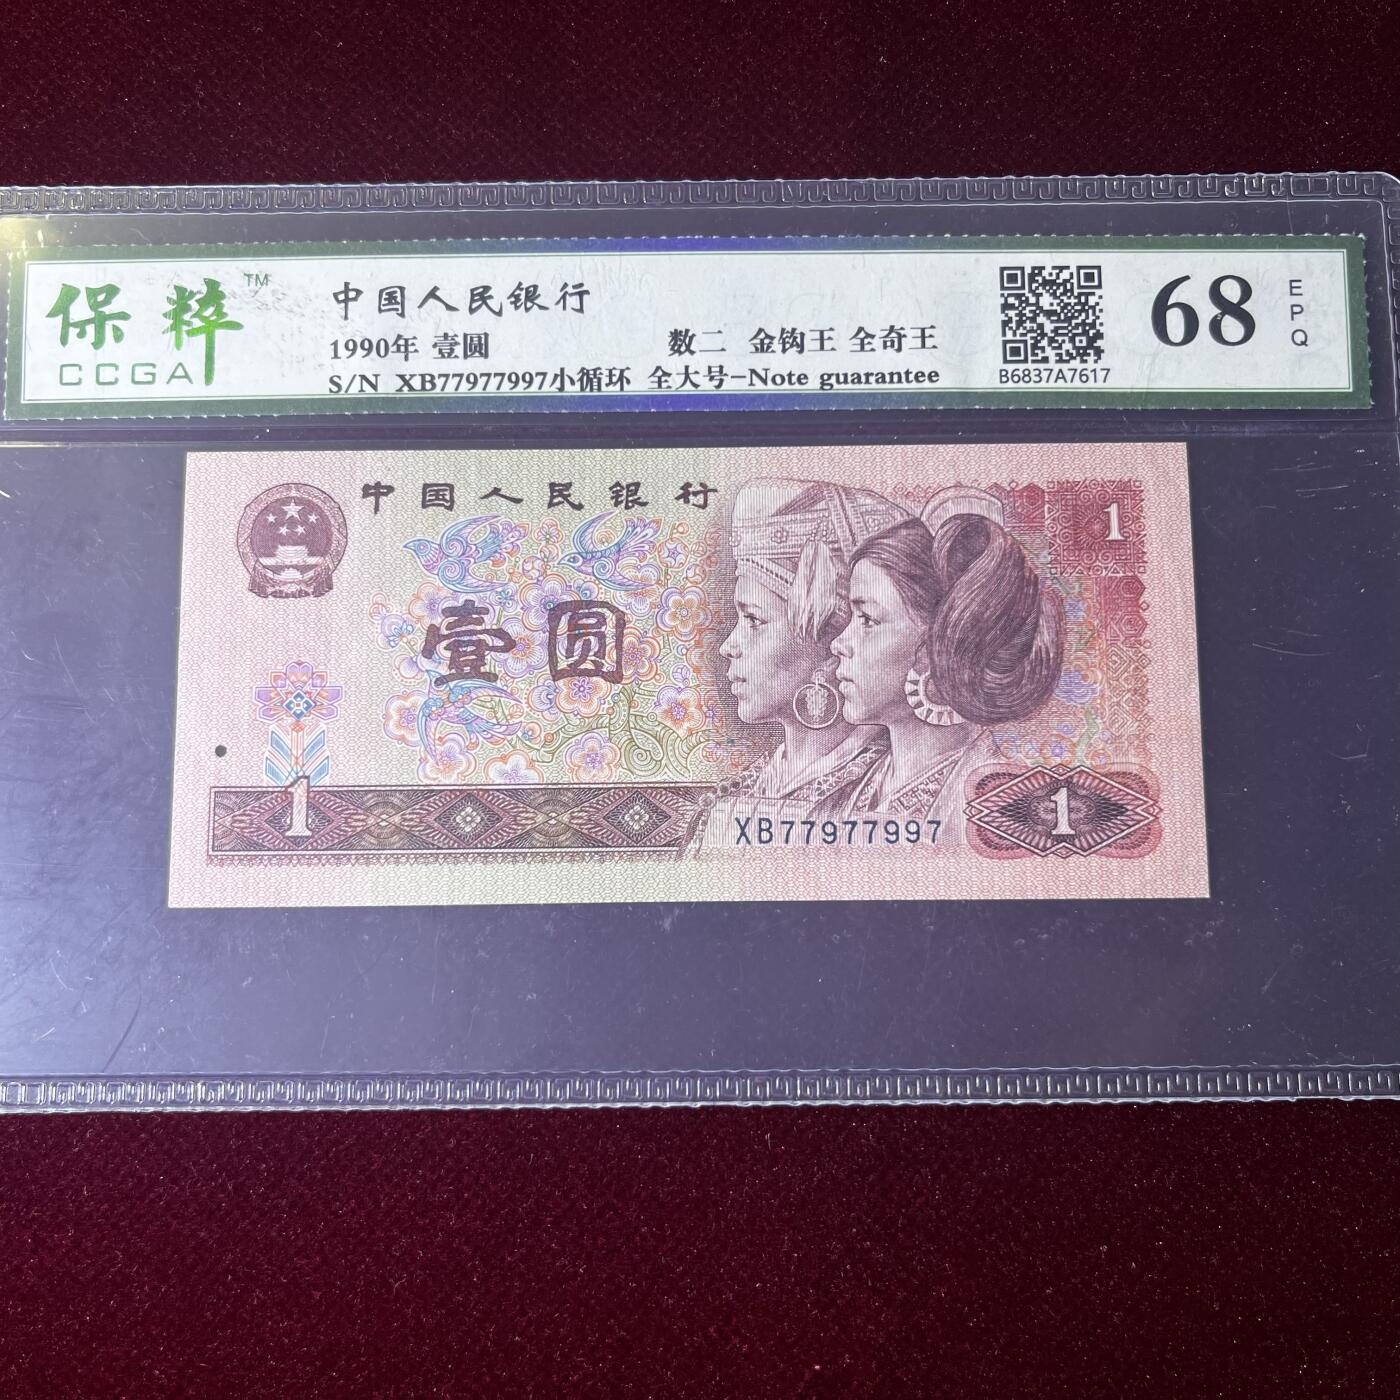 保粹™
CCGA
中国人民银行
1990年 壹圆 数二 金钩王 全奇王
S/N XB77977997小循环 全大号-Note guarantee
B6837A7617
68
EPQ
中国人民银行
1
壹圆
1
XB77977997
1